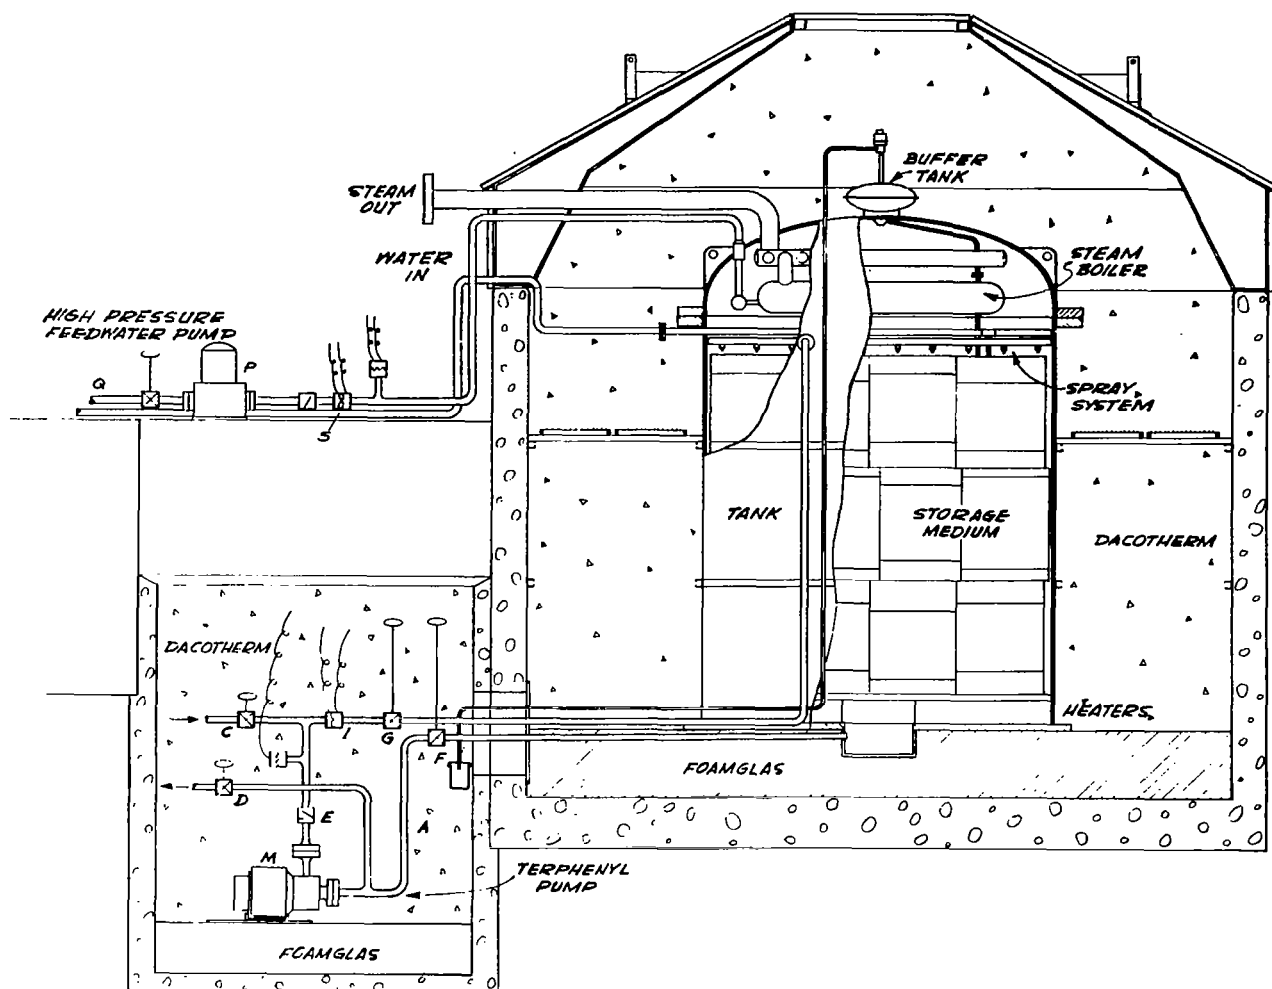 BUFFER
TANK
STEAM
OUT
STEAM
BOILER
WATER
IN
HIGH PRESSURE
FEEDWATER PUMP
P
Q
S
SPRAY
SYSTEM
TANK
STORAGE
MEDIUM
DACOTHERM
DACOTHERM
HEATERS
C
I
G
F
FOAMGLAS
D
E
A
M
TERPHENYL
PUMP
FOAMGLAS